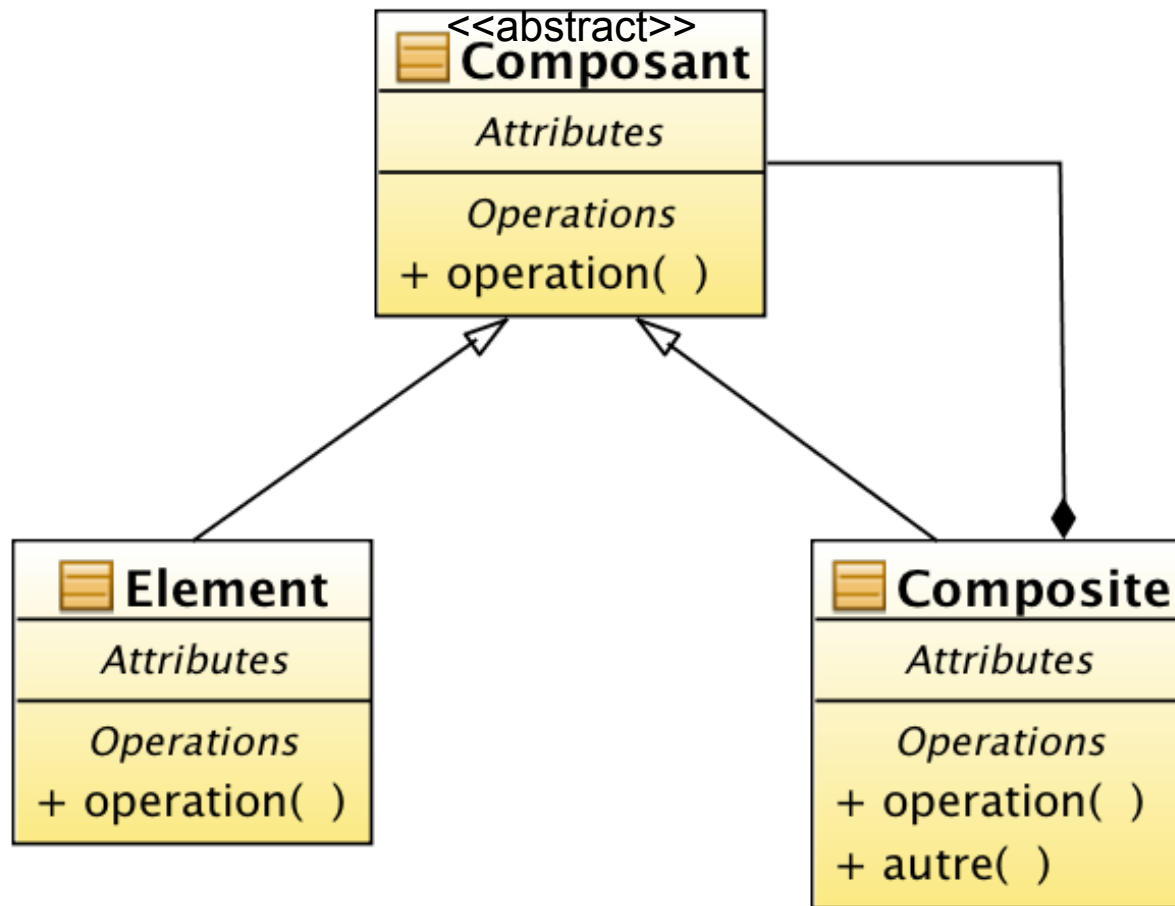 <<abstract>>
Composant
Attributes
Operations
+ operation( )
Element
Attributes
Operations
+ operation( )
Composite
Attributes
Operations
+ operation( )
+ autre( )